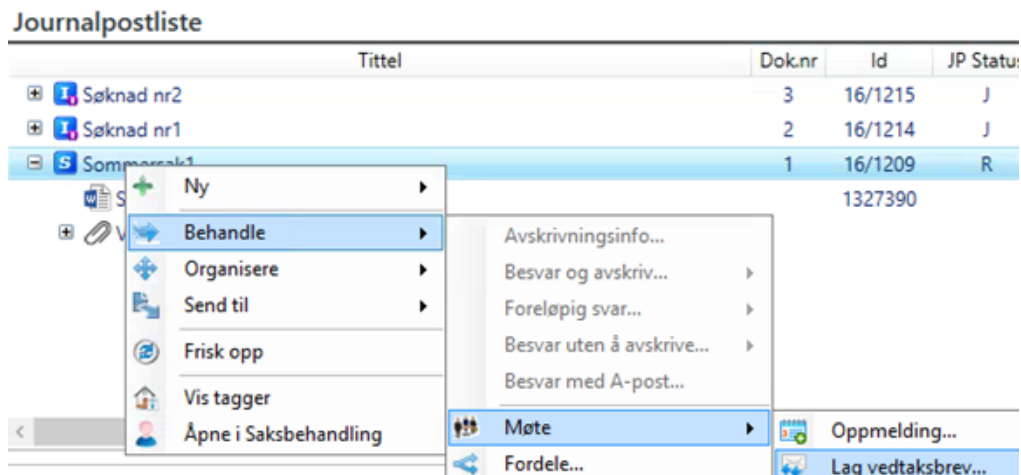 Journalpostliste
Tittel Dok.nr Id JP Status
Søknad nr2 3 16/1215 J
Søknad nr1 2 16/1214 J
Sommersak1 1 16/1209 R
S 1327390
V
Ny
Behandle
Organisere
Send til
Frisk opp
Vis tagger
Åpne i Saksbehandling
Avskrivningsinfo...
Besvar og avskriv...
Foreløpig svar...
Besvar uten å avskrive...
Besvar med A-post...
Møte
Fordele...
Oppmelding...
Lag vedtaksbrev...